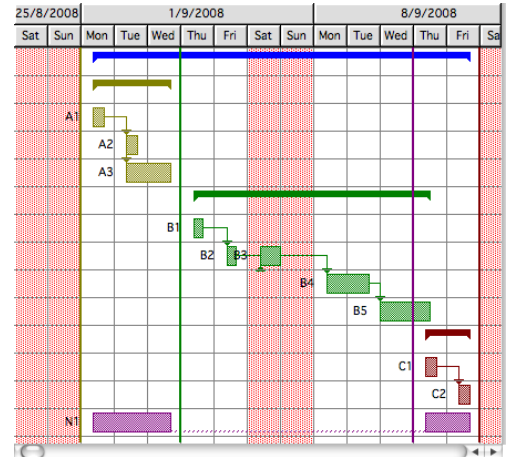 25/8/2008 1/9/2008 8/9/2008
Sat Sun Mon Tue Wed Thu Fri Sat Sun Mon Tue Wed Thu Fri Sa
A1
A2
A3
B1
B2 B3
B4
B5
C1
C2
N1